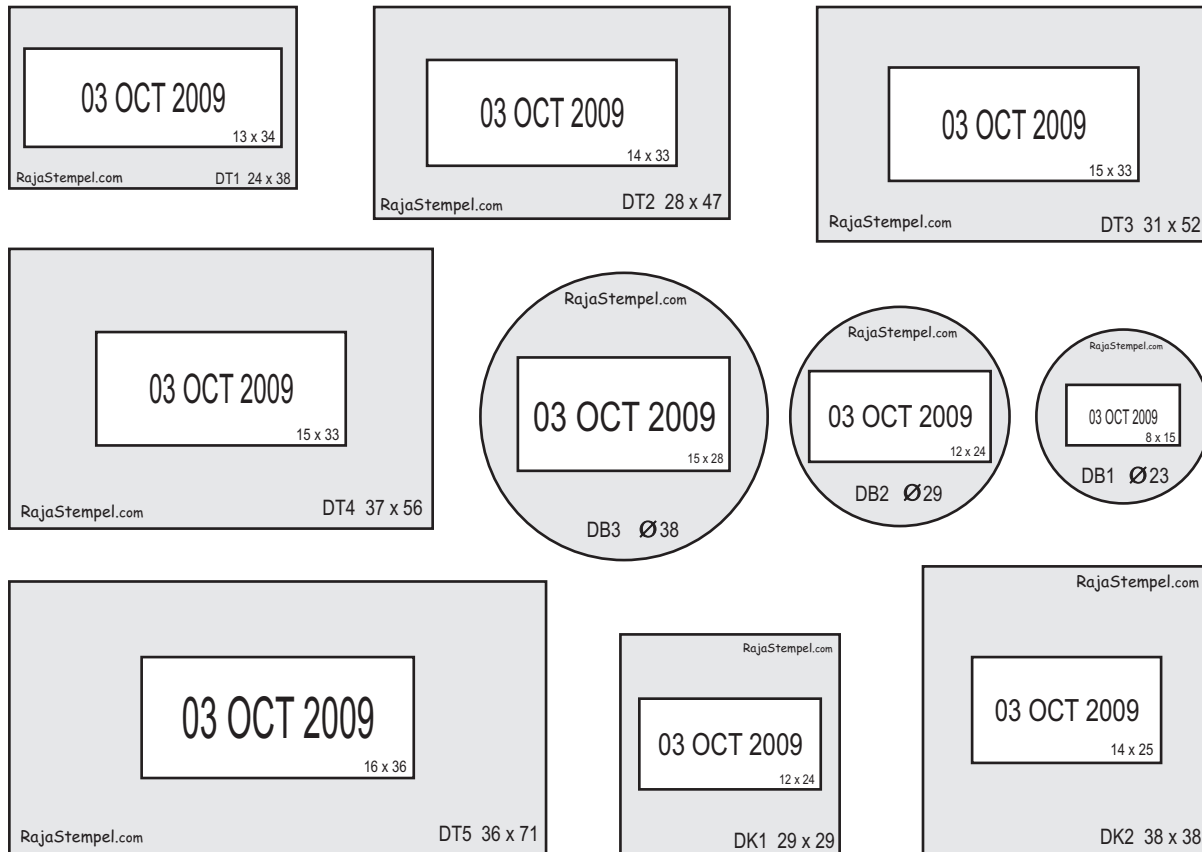 03 OCT 2009
13 x 34
RajaStempel.com DT1 24 x 38
03 OCT 2009
14 x 33
RajaStempel.com DT2 28 x 47
03 OCT 2009
15 x 33
RajaStempel.com DT3 31 x 52
03 OCT 2009
15 x 33
RajaStempel.com DT4 37 x 56
RajaStempel.com
03 OCT 2009
15 x 28
DB3 Ø38
RajaStempel.com
03 OCT 2009
12 x 24
DB2 Ø29
RajaStempel.com
03 OCT 2009
8 x 15
DB1 Ø23
03 OCT 2009
16 x 36
RajaStempel.com DT5 36 x 71
RajaStempel.com
03 OCT 2009
12 x 24
DK1 29 x 29
RajaStempel.com
03 OCT 2009
14 x 25
DK2 38 x 38